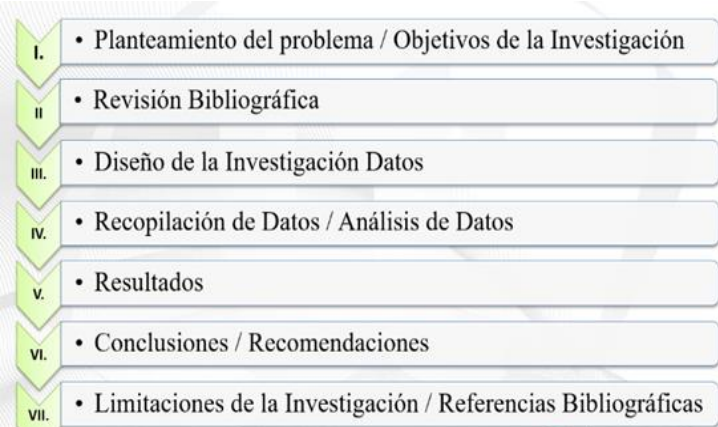 I. • Planteamiento del problema / Objetivos de la Investigación
II • Revisión Bibliográfica
III. • Diseño de la Investigación Datos
IV. • Recopilación de Datos / Análisis de Datos
V. • Resultados
VI. • Conclusiones / Recomendaciones
VII. • Limitaciones de la Investigación / Referencias Bibliográficas